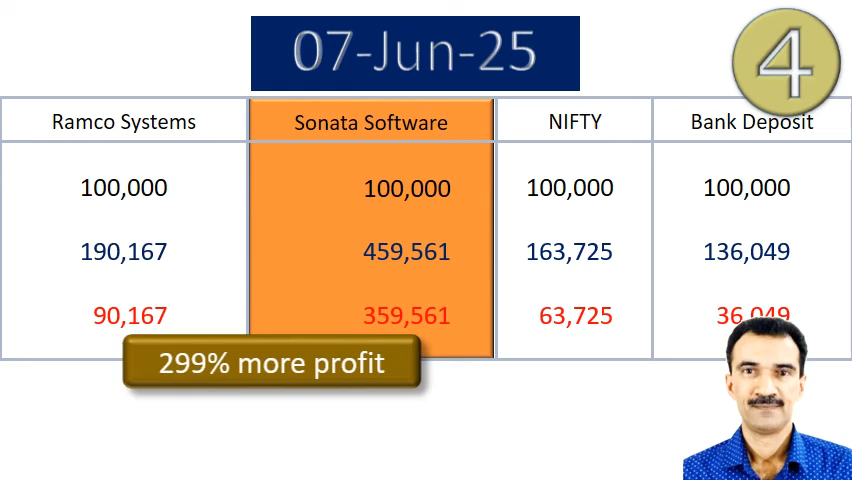 07-Jun-25
4
Ramco Systems Sonata Software NIFTY Bank Deposit
100,000 100,000 100,000 100,000
190,167 459,561 163,725 136,049
90,167 359,561 63,725 36,049
299% more profit